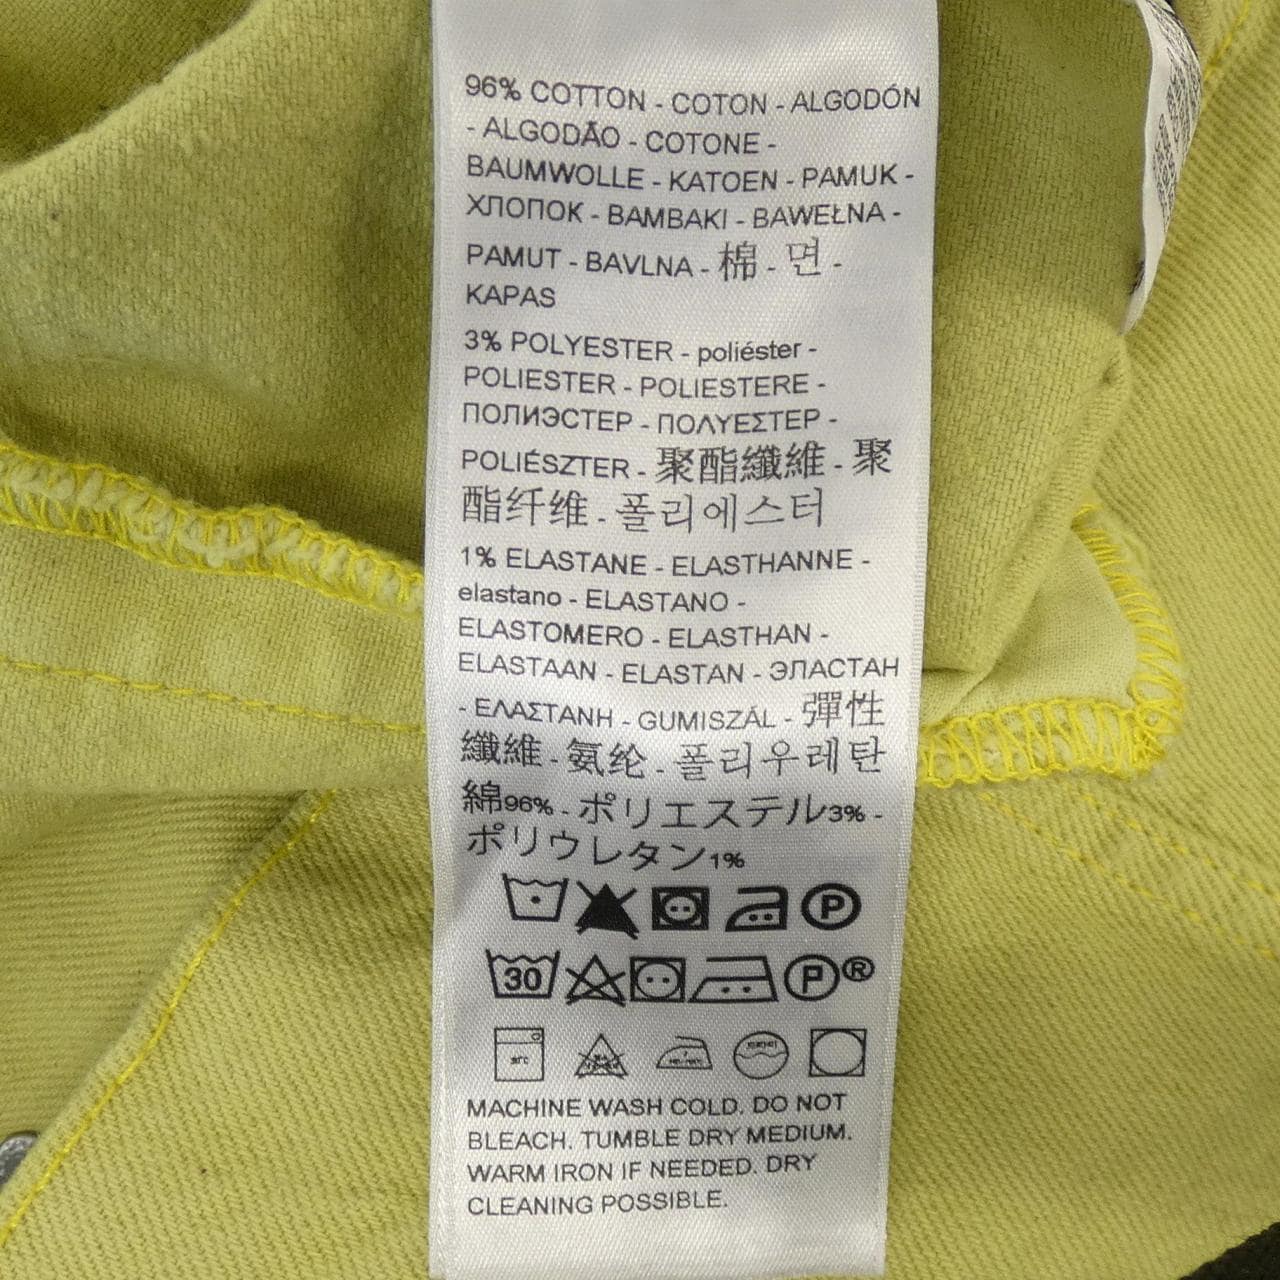 96% COTTON - COTON - ALGODÓN
- ALGODÃO - COTONE -
BAUMWOLLE - KATOEN - PAMUK -
ХЛОПОК - BAMBAKI - BAWEŁNA -
PAMUT - BAVLNA - 棉 - 면 -
KAPAS
3% POLYESTER - poliéster -
POLIESTER - POLIESTERE -
ПОЛИЭСТЕР - ΠΟΛΥΕΣΤΕΡ -
POLIÉSZTER - 聚酯纖維 - 聚
酯纤维 - 폴리에스터
1% ELASTANE - ELASTHANNE -
elastano - ELASTANO -
ELASTOMERO - ELASTHAN -
ELASTAAN - ELASTAN - ЭЛАСТАН
- ΕΛΑΣΤΑΝΗ - GUMISZÁL - 彈性
纖維 - 氨纶 - 폴리우레탄
綿96% - ポリエステル3% -
ポリウレタン1%
P
30 P ®
MACHINE WASH COLD. DO NOT
BLEACH. TUMBLE DRY MEDIUM.
WARM IRON IF NEEDED. DRY
CLEANING POSSIBLE.